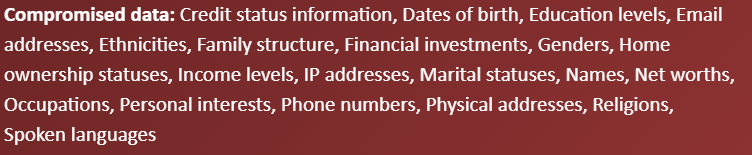 Compromised data: Credit status information, Dates of birth, Education levels, Email
addresses, Ethnicities, Family structure, Financial investments, Genders, Home
ownership statuses, Income levels, IP addresses, Marital statuses, Names, Net worths,
Occupations, Personal interests, Phone numbers, Physical addresses, Religions,
Spoken languages